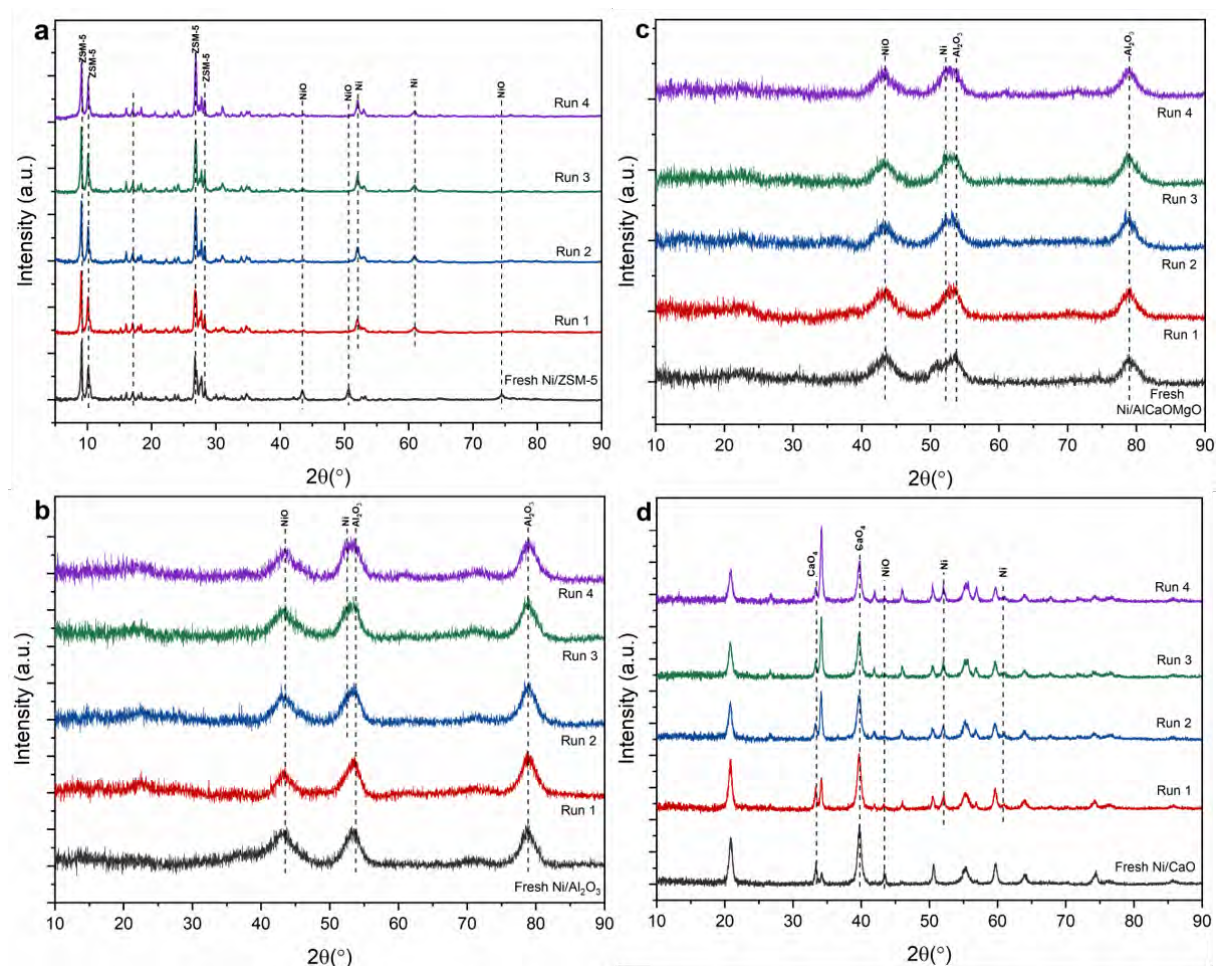 a
ZSM-5
ZSM-5
ZSM-5
ZSM-5
NiO
NiO
Ni
Ni
NiO
Run 4
Run 3
Run 2
Run 1
Fresh Ni/ZSM-5
Intensity (a.u.)
10 20 30 40 50 60 70 80 90
2θ(°)
c
NiO
Ni
Al₂O₃
Al₂O₃
Run 4
Run 3
Run 2
Run 1
Fresh
Ni/AlCaOMgO
Intensity (a.u.)
10 20 30 40 50 60 70 80 90
2θ(°)
b
NiO
Ni
Al₂O₃
Al₂O₃
Run 4
Run 3
Run 2
Run 1
Fresh Ni/Al₂O₃
Intensity (a.u.)
10 20 30 40 50 60 70 80 90
2θ(°)
d
CaO₄
CaO₄
NiO
Ni
Ni
Run 4
Run 3
Run 2
Run 1
Fresh Ni/CaO
Intensity (a.u.)
10 20 30 40 50 60 70 80 90
2θ(°)